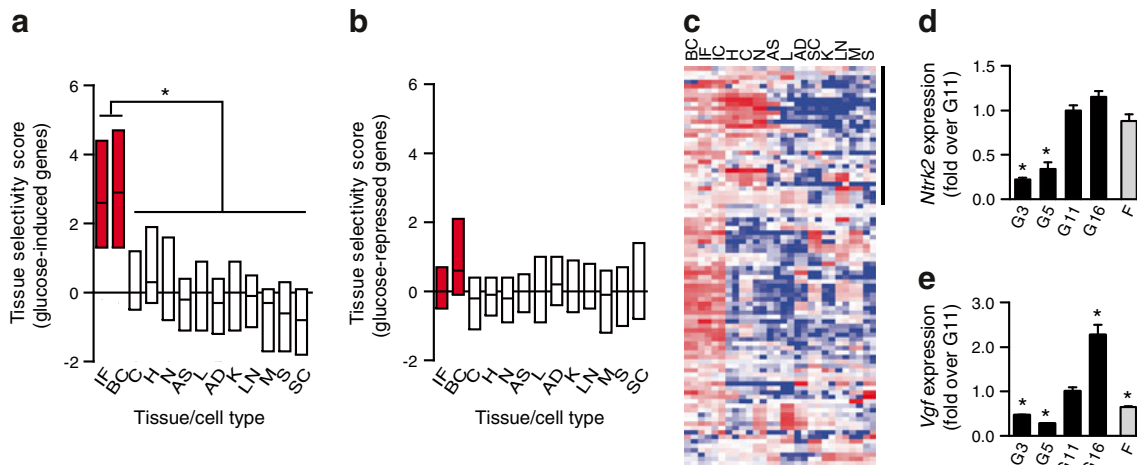 a
Tissue selectivity score
(glucose-induced genes)
6
4
2
0
-2
*
IF BC C H N AS L AD K LN M S SC
Tissue/cell type
b
Tissue selectivity score
(glucose-repressed genes)
6
4
2
0
-2
IF BC C H N AS L AD K LN M S SC
Tissue/cell type
c
BC IF IC H C N AS L AD SC K LN M S
d
Ntrk2 expression
(fold over G11)
1.5
1.0
0.5
0.0
* *
G3 G5 G11 G16 F
e
Vgf expression
(fold over G11)
3.0
2.0
1.0
0.0
* * * *
G3 G5 G11 G16 F